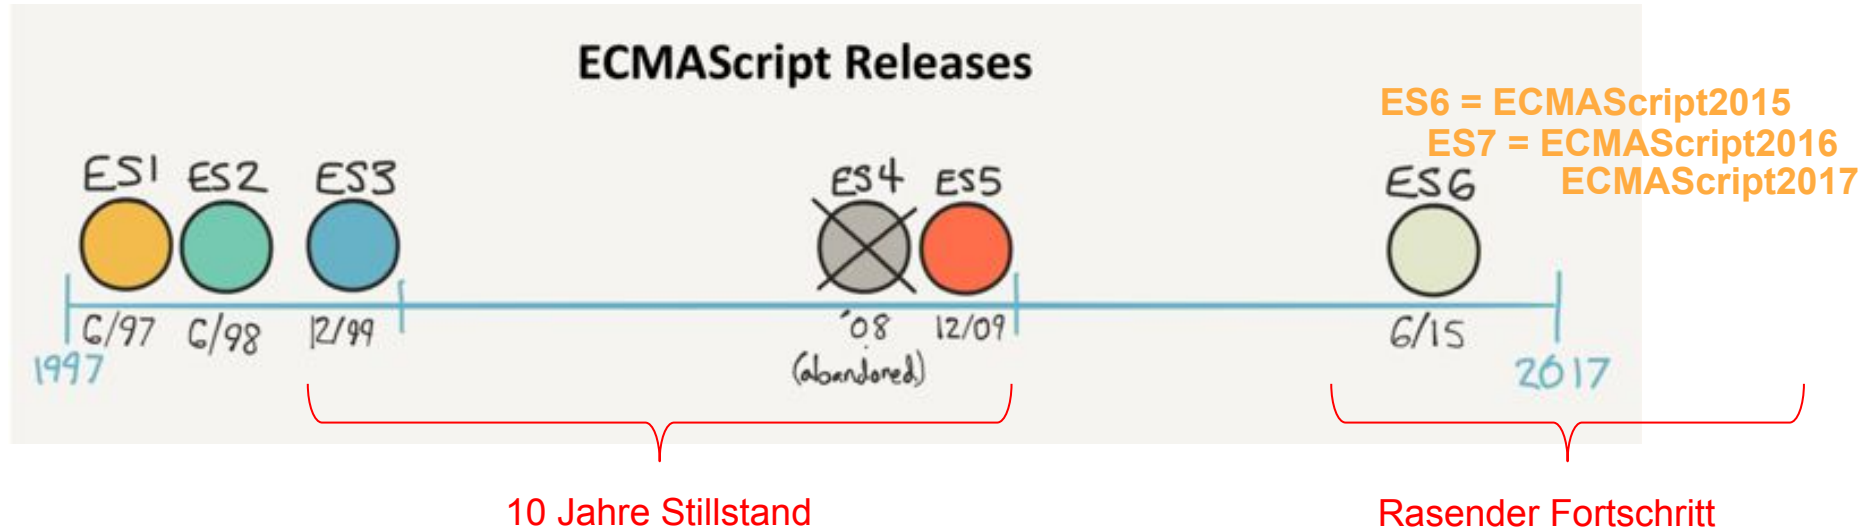 ECMAScript Releases
ES6 = ECMAScript2015
ES7 = ECMAScript2016
ECMAScript2017
ES1 ES2 ES3 ES4 ES5 ES6
6/97 6/98 12/99 '08 12/09 6/15
(abandoned)
1997 2017
10 Jahre Stillstand Rasender Fortschritt